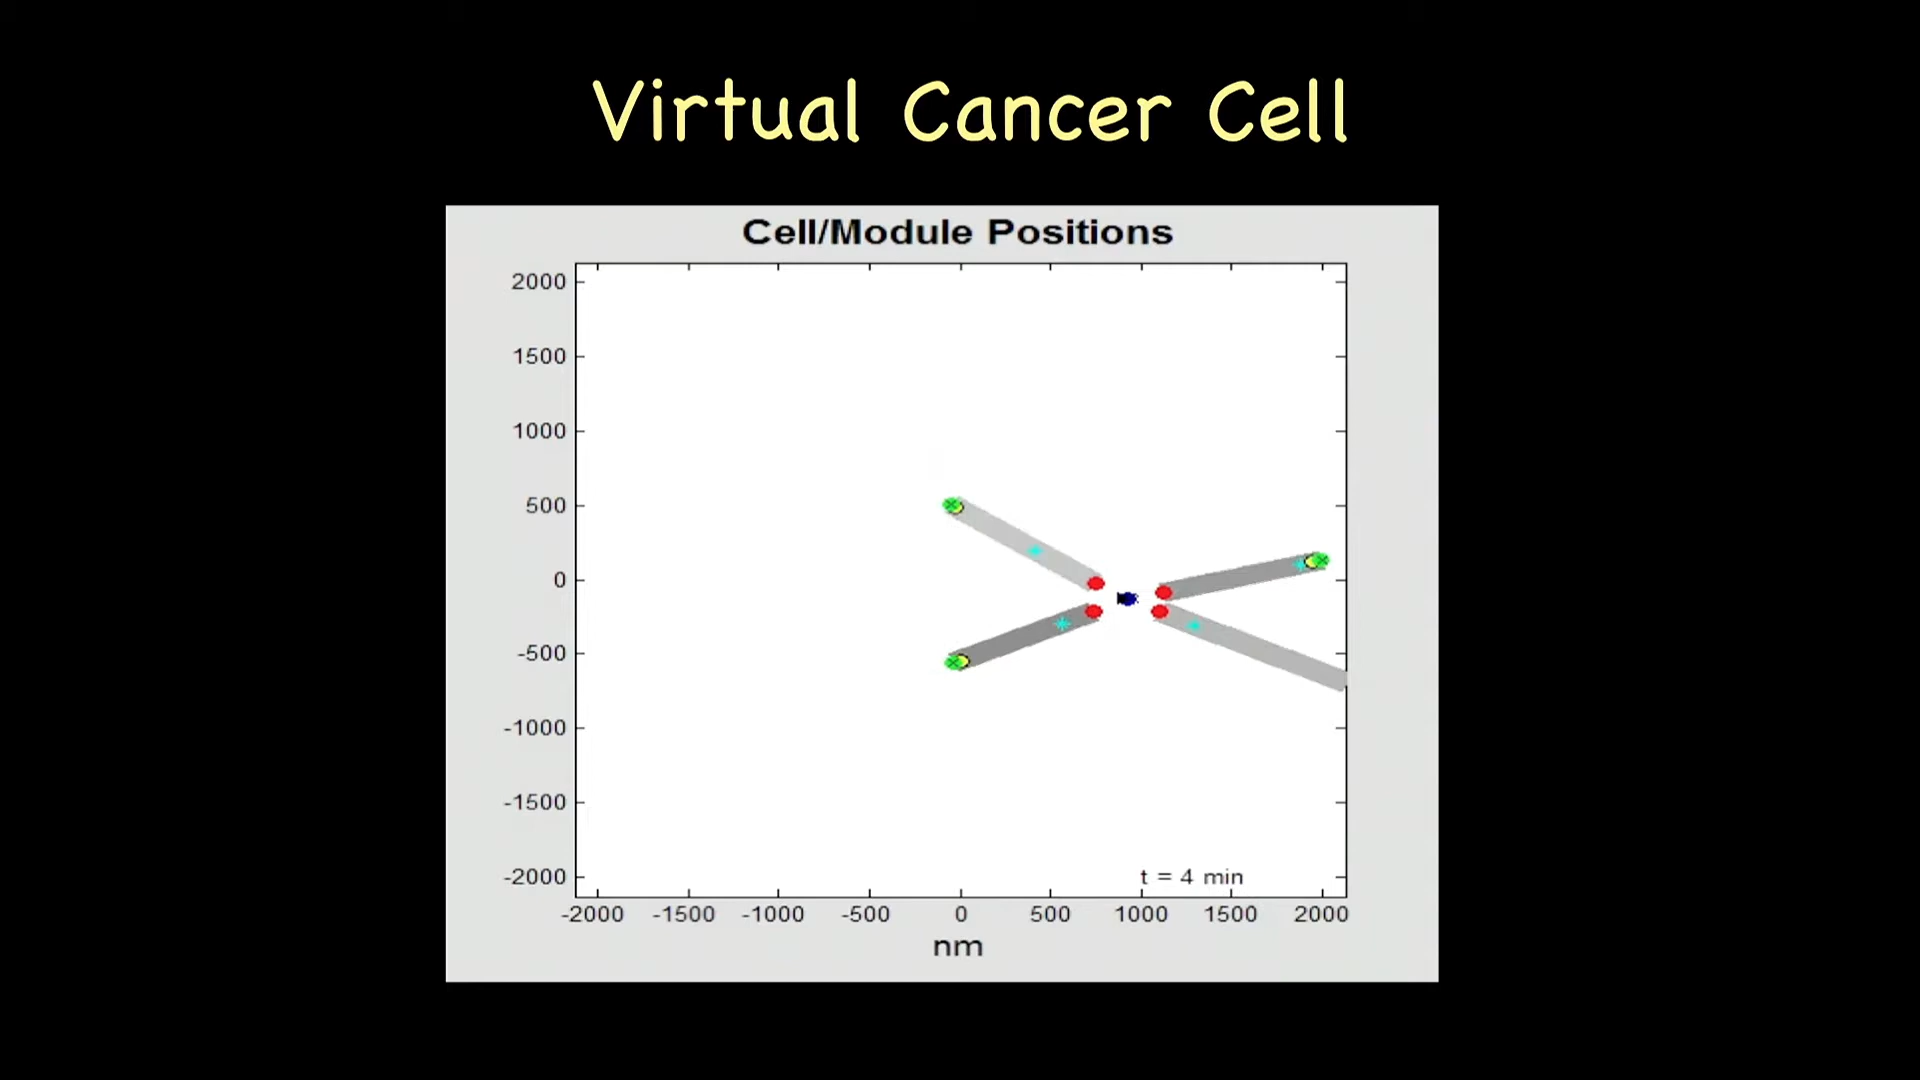 Virtual Cancer Cell
Cell/Module Positions
2000
1500
1000
500
0
-500
-1000
-1500
-2000
t = 4 min
-2000 -1500 -1000 -500 0 500 1000 1500 2000
nm